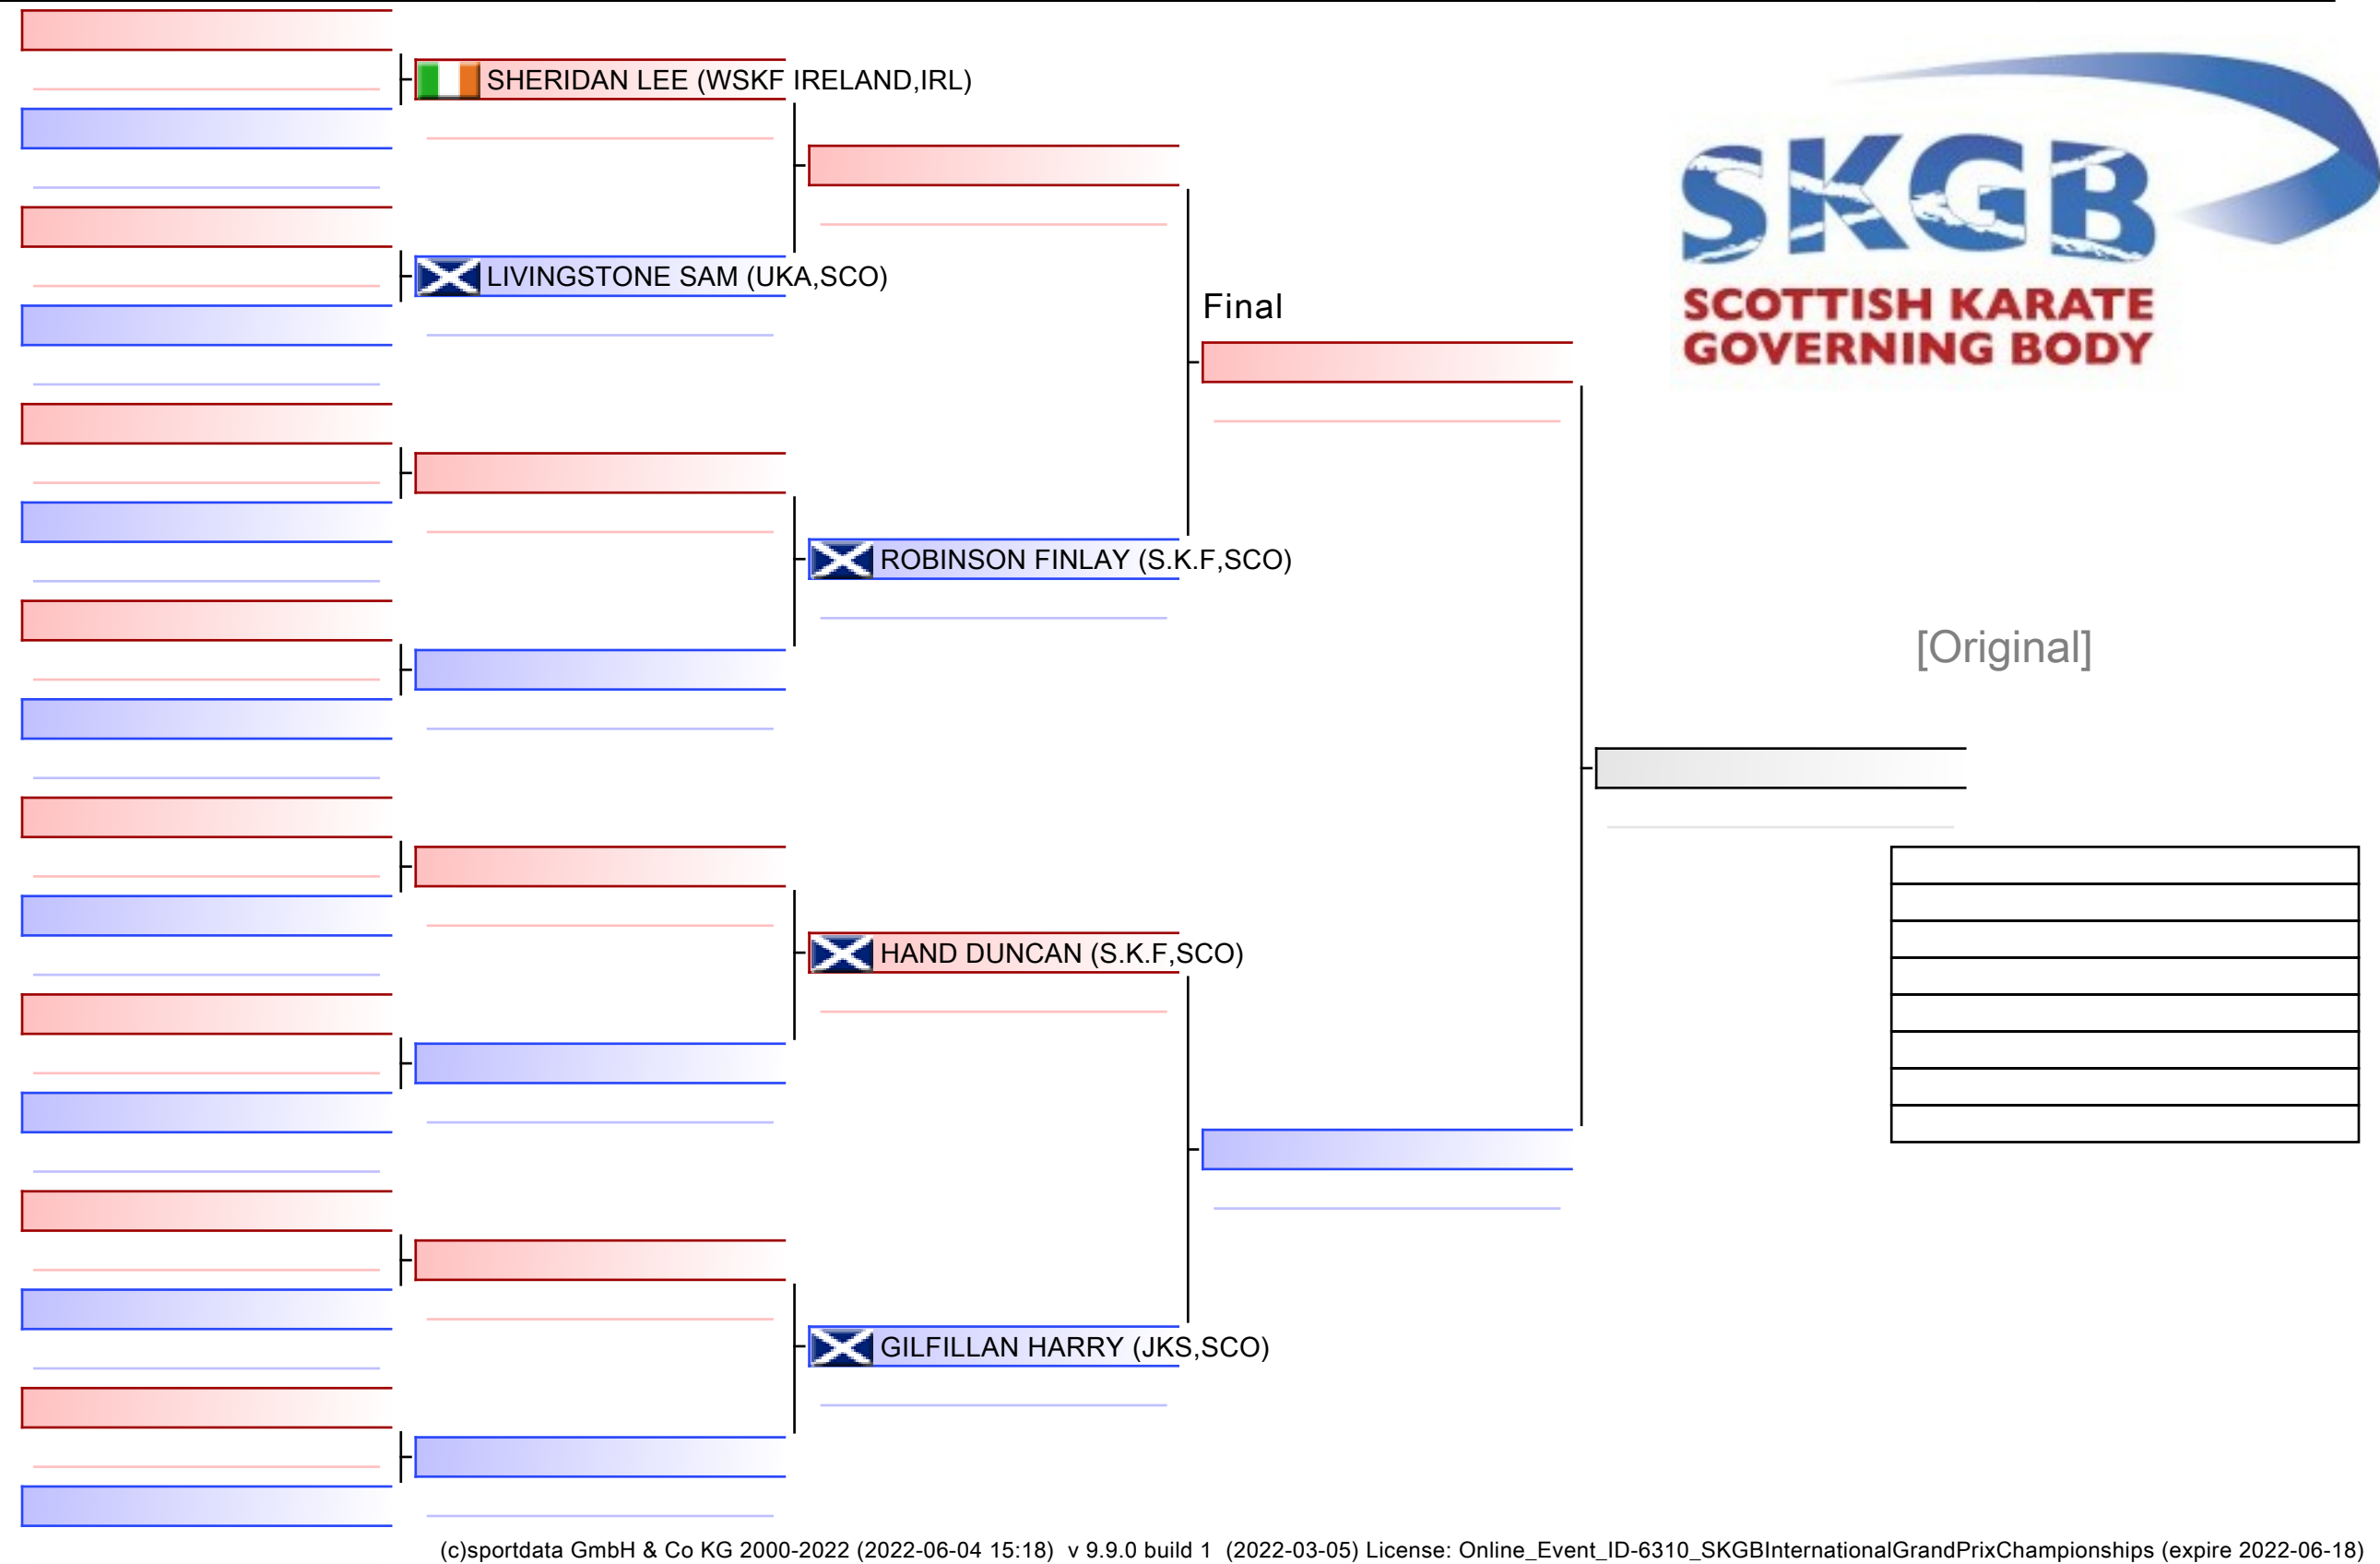 SHERIDAN LEE (WSKF IRELAND,IRL)
LIVINGSTONE SAM (UKA,SCO)
ROBINSON FINLAY (S.K.F,SCO)
HAND DUNCAN (S.K.F,SCO)
GILFILLAN HARRY (JKS,SCO)
Final
SKGB
SCOTTISH KARATE
GOVERNING BODY
[Original]
(c)sportdata GmbH & Co KG 2000-2022 (2022-06-04 15:18) v 9.9.0 build 1 (2022-03-05) License: Online_Event_ID-6310_SKGBInternationalGrandPrixChampionships (expire 2022-06-18)